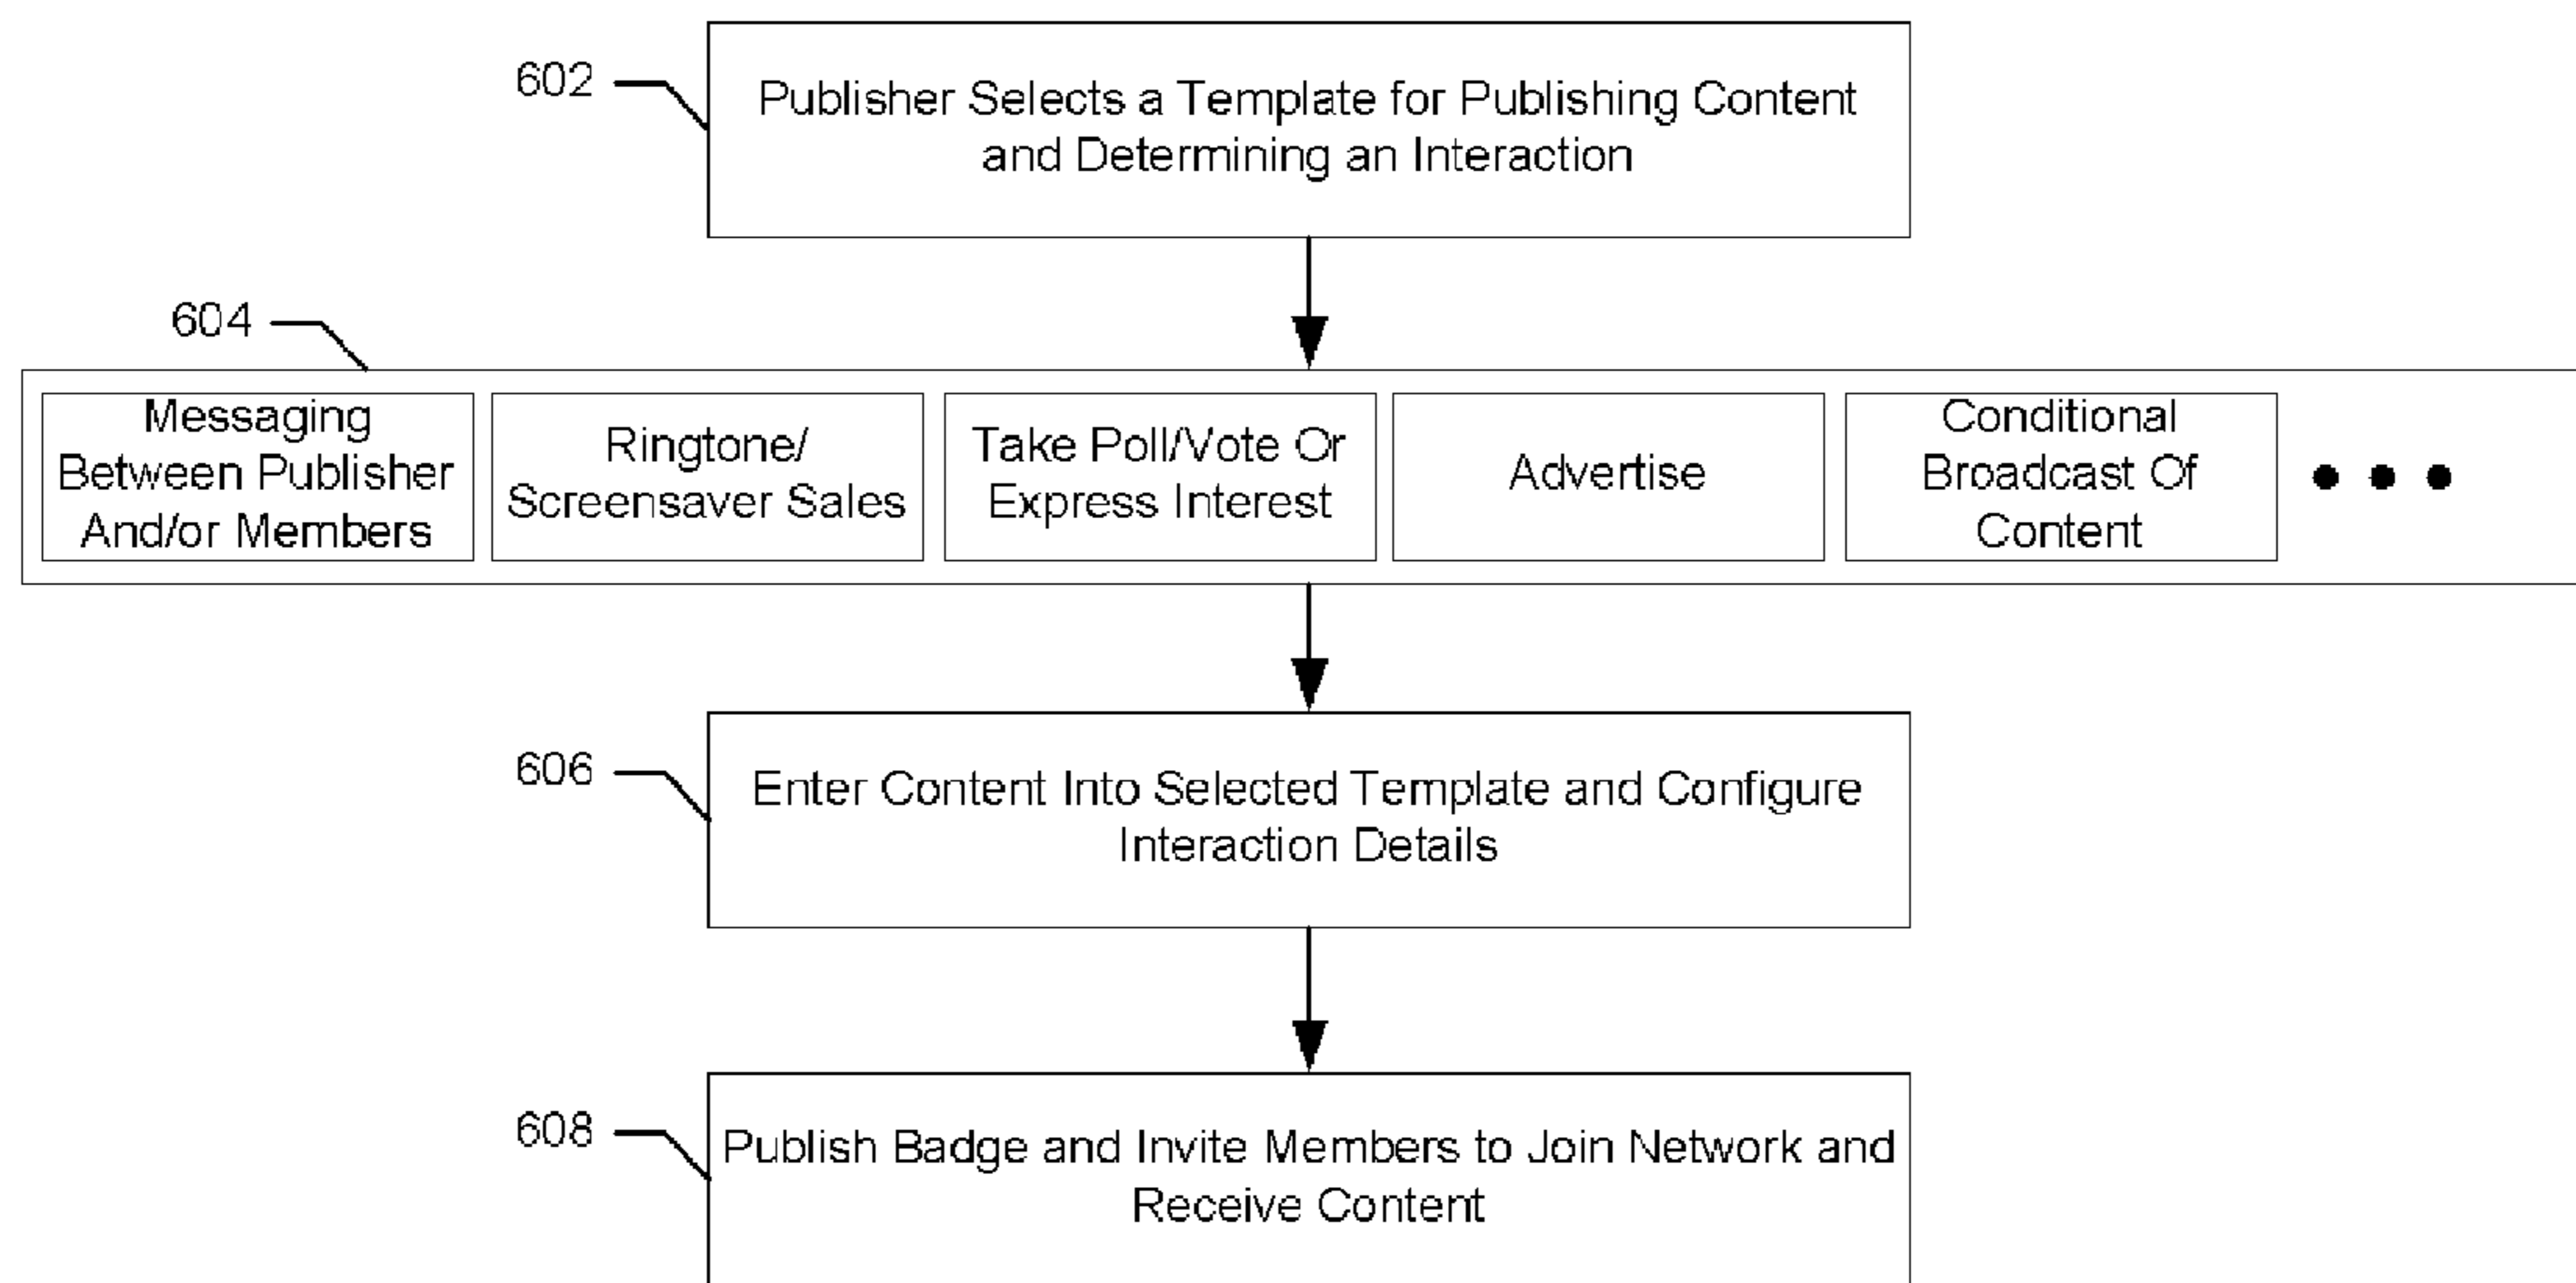 602
Publisher Selects a Template for Publishing Content
and Determining an Interaction
604
Messaging
Between Publisher
And/or Members
Ringtone/
Screensaver Sales
Take Poll/Vote Or
Express Interest
Advertise
Conditional
Broadcast Of
Content
606
Enter Content Into Selected Template and Configure
Interaction Details
608
Publish Badge and Invite Members to Join Network and
Receive Content